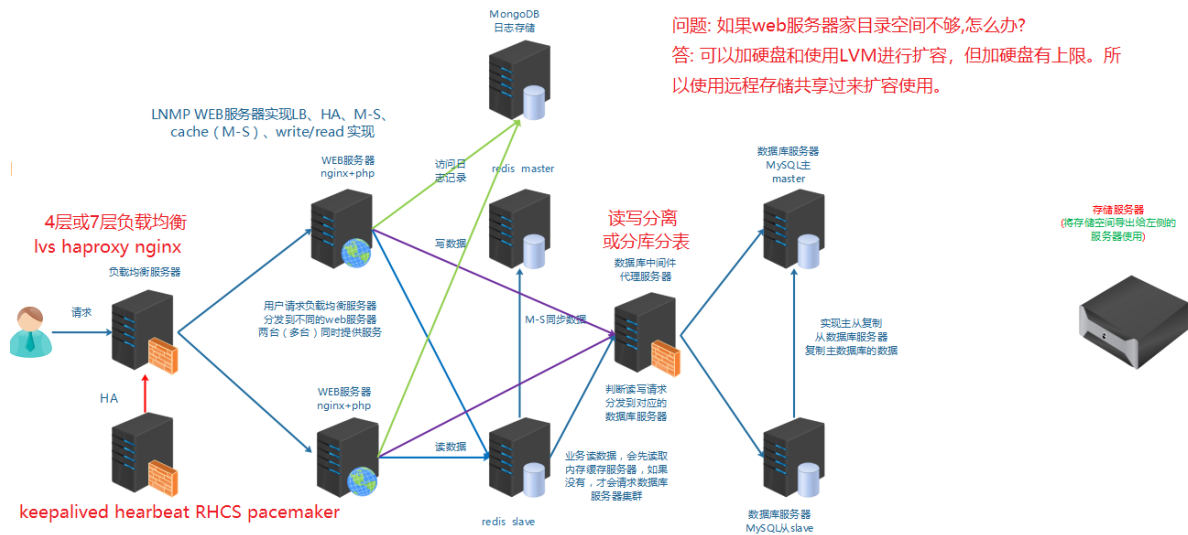 MongoDB
日志存储
问题: 如果web服务器家目录空间不够,怎么办?
答: 可以加硬盘和使用LVM进行扩容，但加硬盘有上限。所
以使用远程存储共享过来扩容使用。
LNMP WEB服务器实现LB、HA、M-S、
cache（M-S）、write/read 实现
WEB服务器
nginx+php
访问日
志记录
redis master
数据库服务器
MySQL主
master
4层或7层负载均衡
lvs haproxy nginx
负载均衡服务器
读写分离
或分库分表
数据库中间件
代理服务器
存储服务器
(将存储空间导出给左侧的
服务器使用)
写数据
请求
用户请求负载均衡服务器
分发到不同的web服务器
两台（多台）同时提供服务
M-S同步数据
实现主从复制
从数据库服务器
复制主数据库的数据
HA
WEB服务器
nginx+php
判断读写请求
分发到对应的
数据库服务器
读数据
业务读数据，会先读取
内存缓存服务器，如果
没有，才会请求数据库
服务器集群
keepalived hearbeat RHCS pacemaker
redis slave
数据库服务器
MySQL从slave